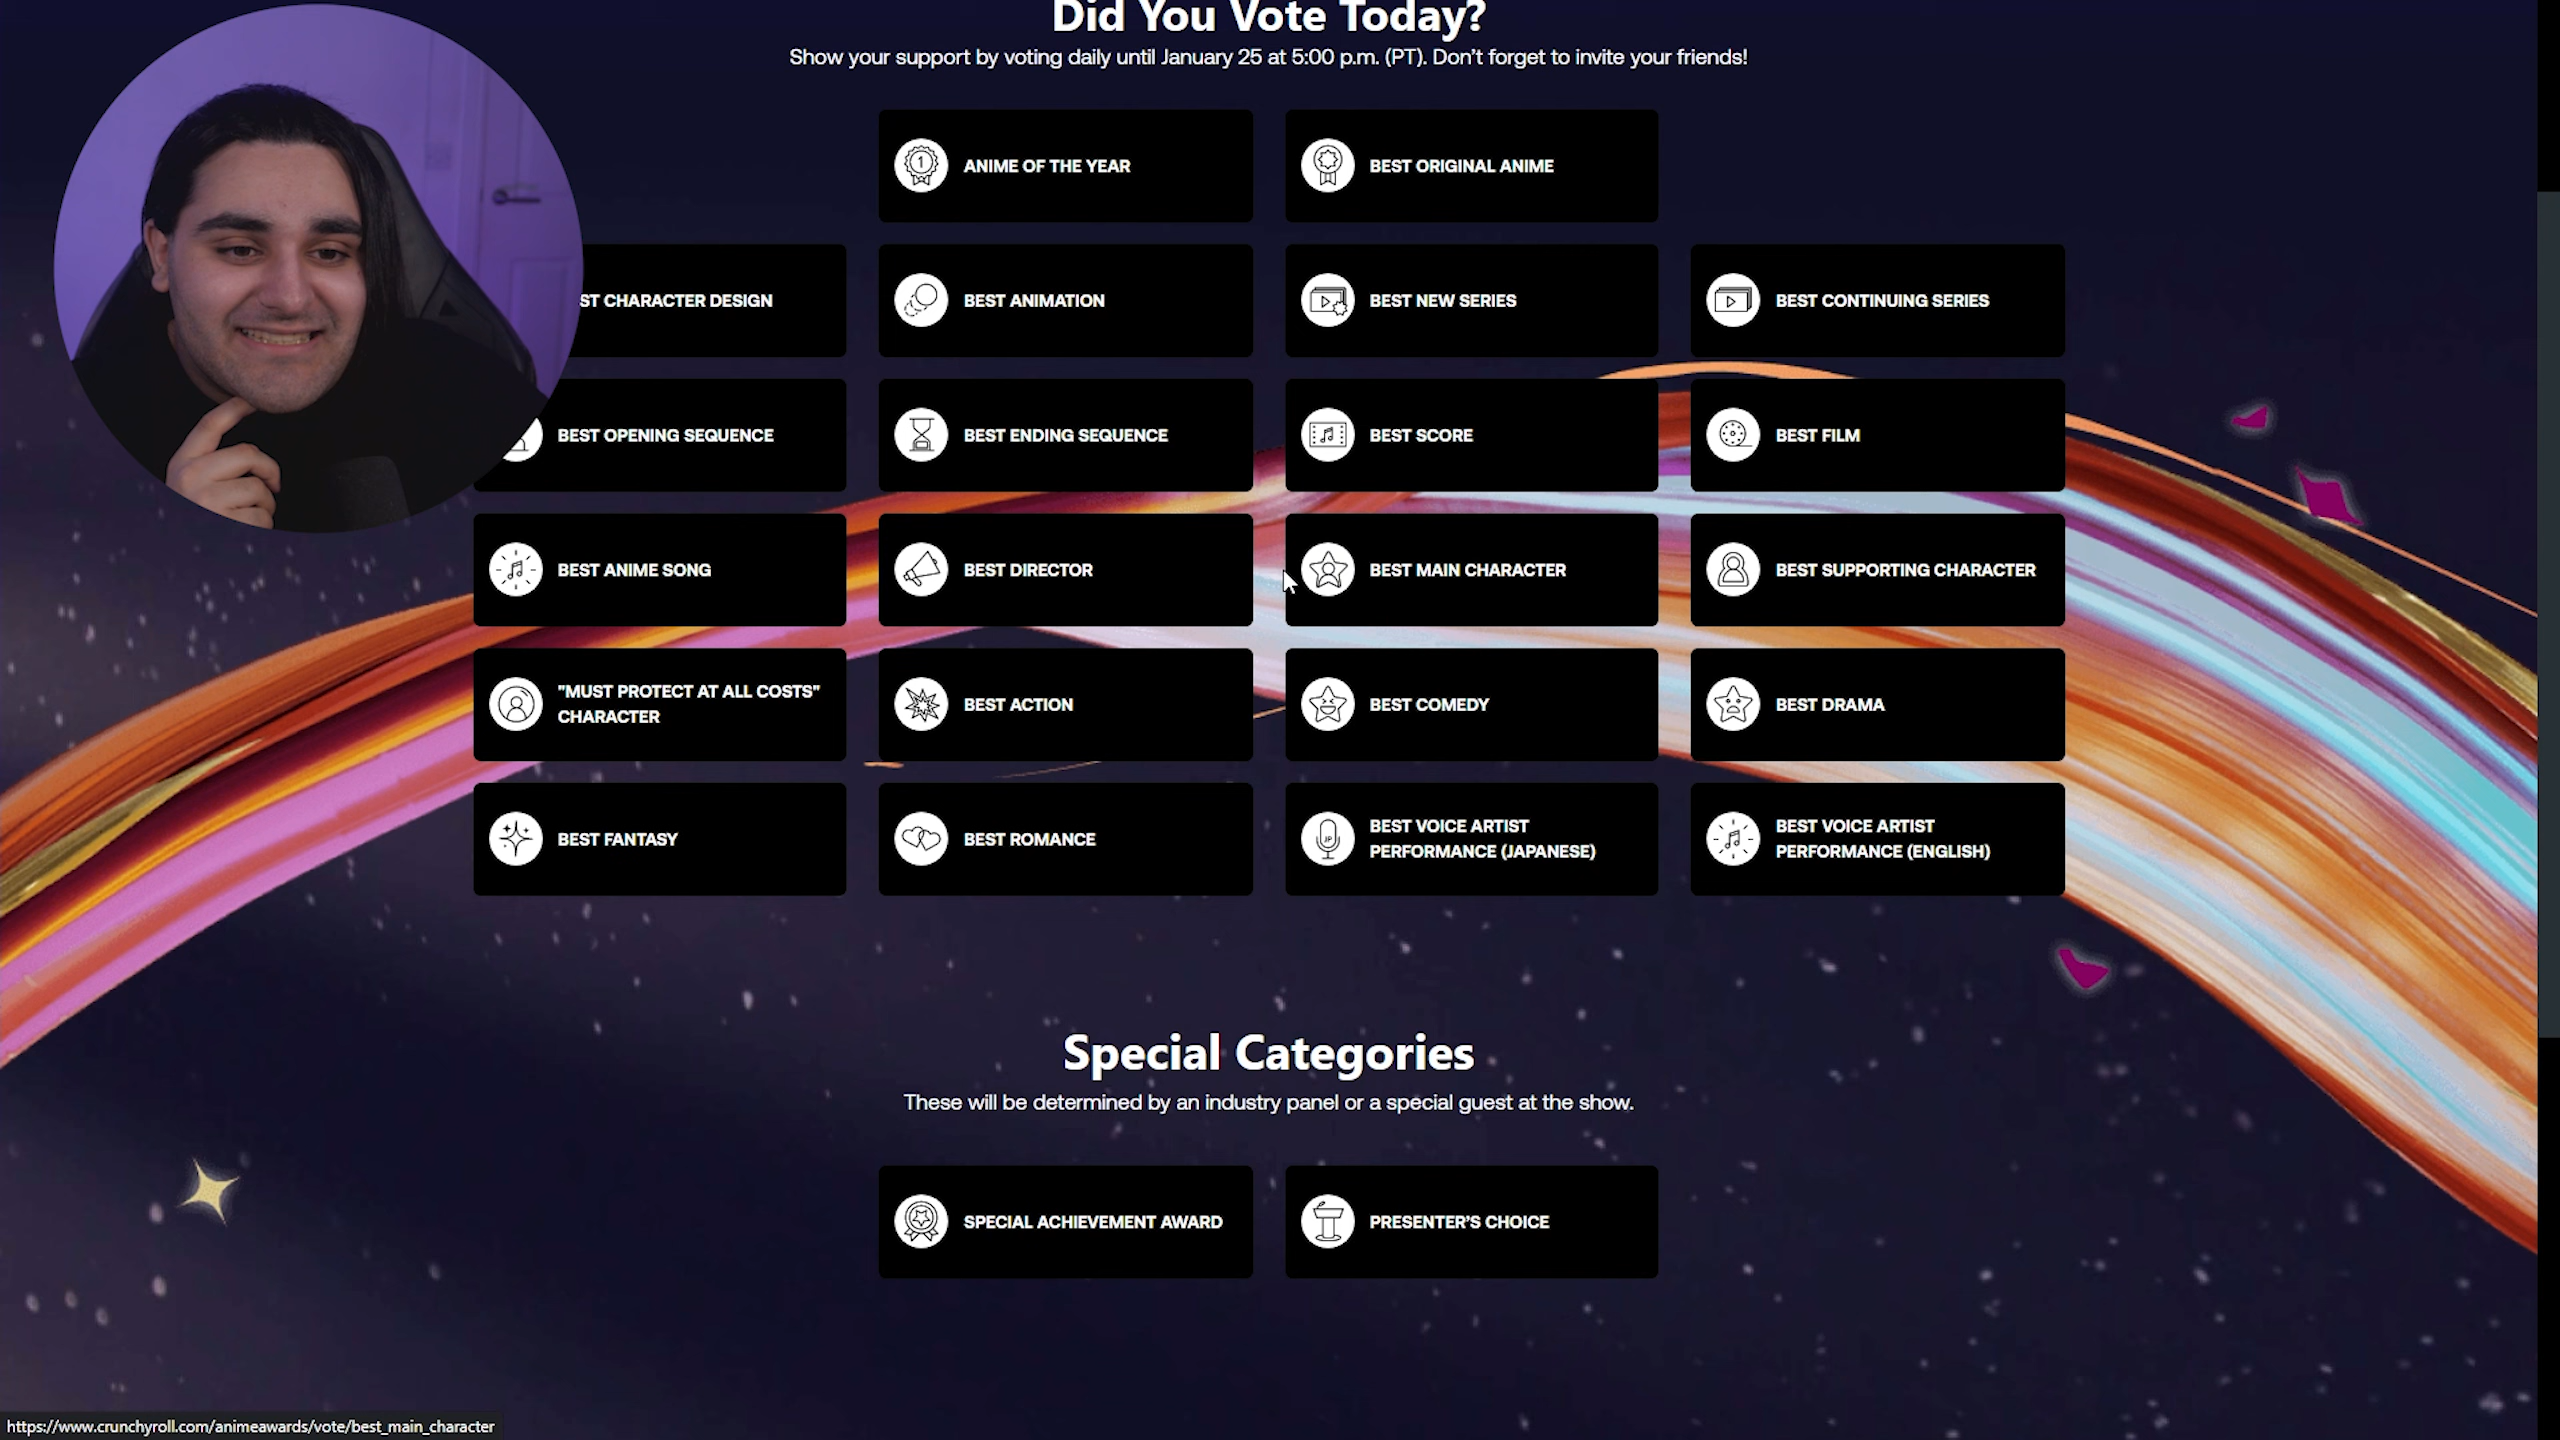 Did You Vote Today?
Show your support by voting daily until January 25 at 5:00 p.m. (PT). Don’t forget to invite your friends!
ANIME OF THE YEAR
BEST ORIGINAL ANIME
ST CHARACTER DESIGN
BEST ANIMATION
BEST NEW SERIES
BEST CONTINUING SERIES
BEST OPENING SEQUENCE
BEST ENDING SEQUENCE
BEST SCORE
BEST FILM
BEST ANIME SONG
BEST DIRECTOR
BEST MAIN CHARACTER
BEST SUPPORTING CHARACTER
"MUST PROTECT AT ALL COSTS"
CHARACTER
BEST ACTION
BEST COMEDY
BEST DRAMA
BEST FANTASY
BEST ROMANCE
BEST VOICE ARTIST
PERFORMANCE (JAPANESE)
BEST VOICE ARTIST
PERFORMANCE (ENGLISH)
Special Categories
These will be determined by an industry panel or a special guest at the show.
SPECIAL ACHIEVEMENT AWARD
PRESENTER’S CHOICE
https://www.crunchyroll.com/animeawards/vote/best_main_character